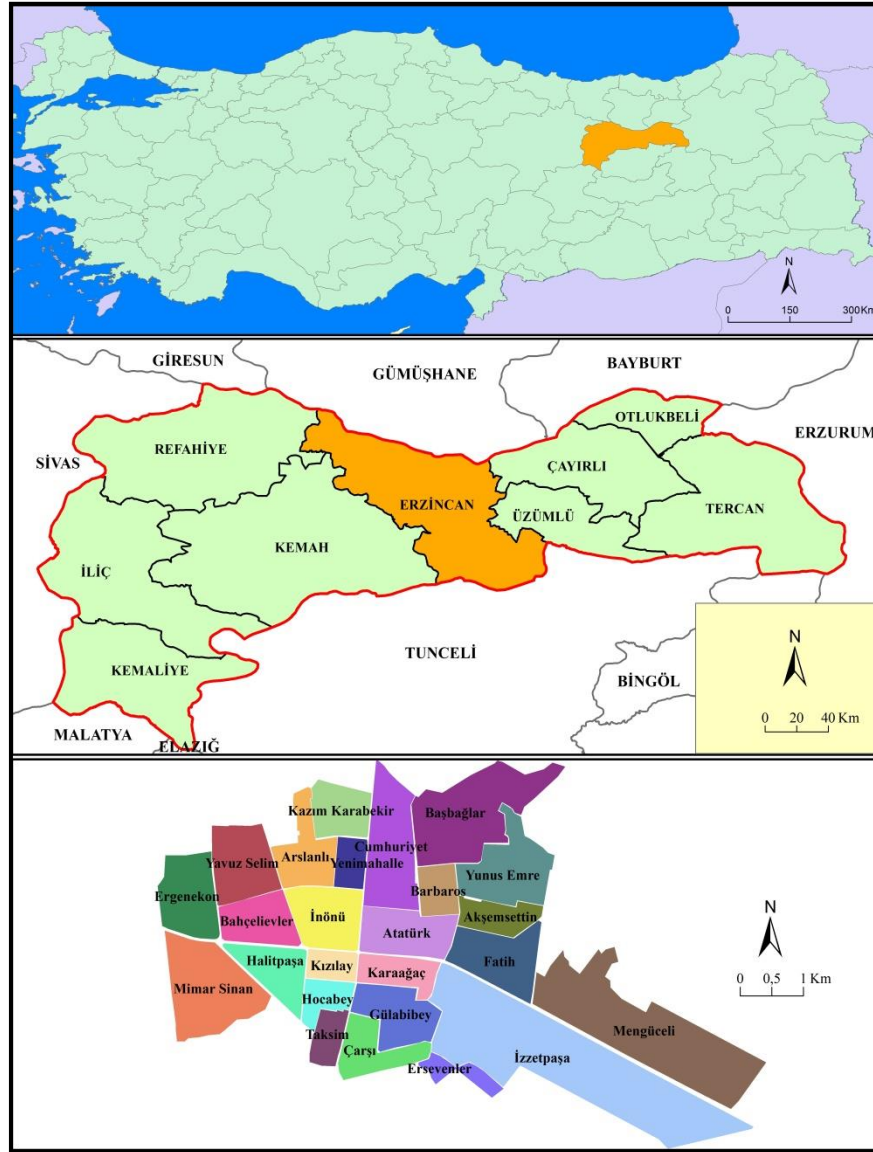 N
0 150 300 Km
GİRESUN
GÜMÜŞHANE
BAYBURT
OTLUKBELİ
ERZURUM
SİVAS
REFAHİYE
ÇAYIRLI
ERZİNCAN
TERCAN
ÜZÜMLÜ
KEMAH
İLİÇ
TUNCELİ
KEMALİYE
BİNGÖL
N
0 20 40 Km
MALATYA
ELAZIĞ
Kazım Karabekir
Başbağlar
Cumhuriyet
Arslanlı
Yenimahalle
Yavuz Selim
Yunus Emre
Barbaros
Ergenekon
Akşemsettin
Bahçelievler
İnönü
Atatürk
N
Halitpaşa
Kızılay
Karaağaç
Fatih
0 0,5 1 Km
Mimar Sinan
Hocabey
Gülabibey
Mengüceli
Taksim
Çarşı
İzzetpaşa
Ersevenler